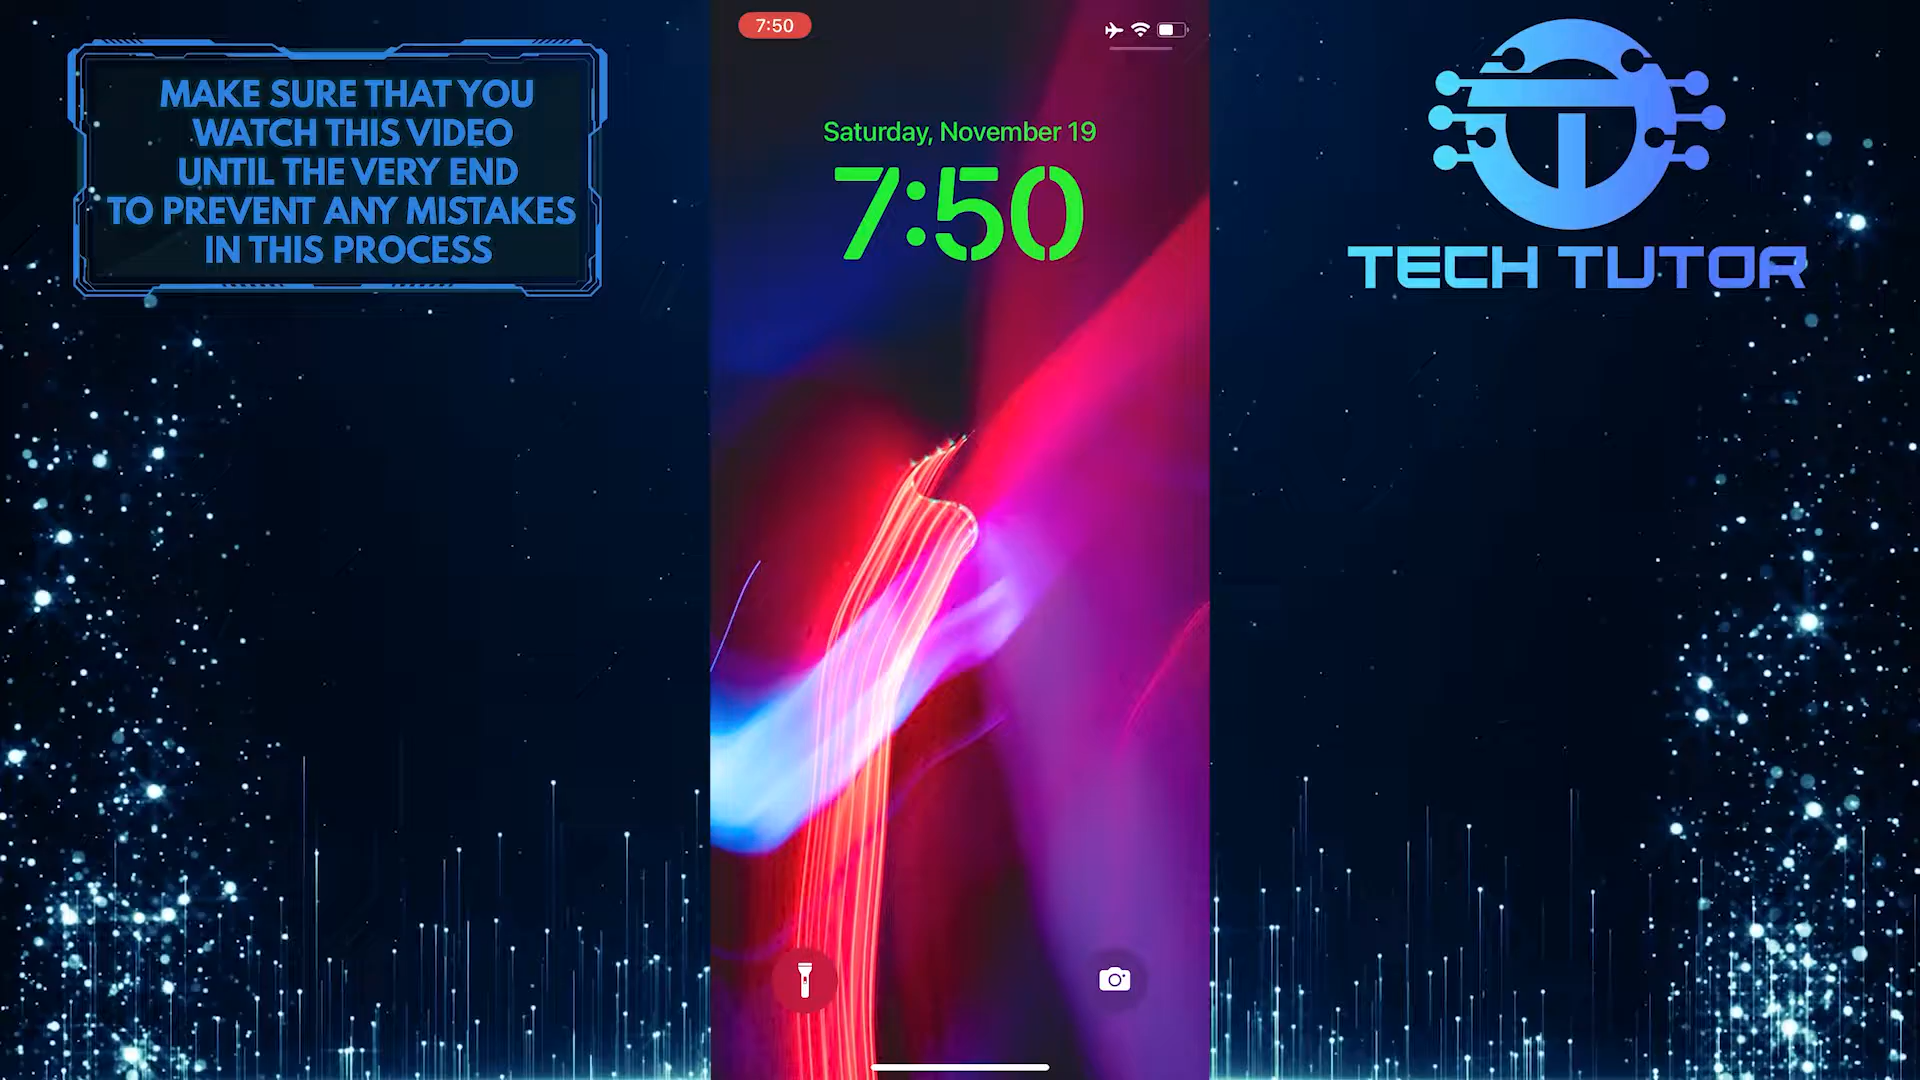 MAKE SURE THAT YOU
WATCH THIS VIDEO
UNTIL THE VERY END
TO PREVENT ANY MISTAKES
IN THIS PROCESS
7:50
Saturday, November 19
7:50
TECH TUTOR